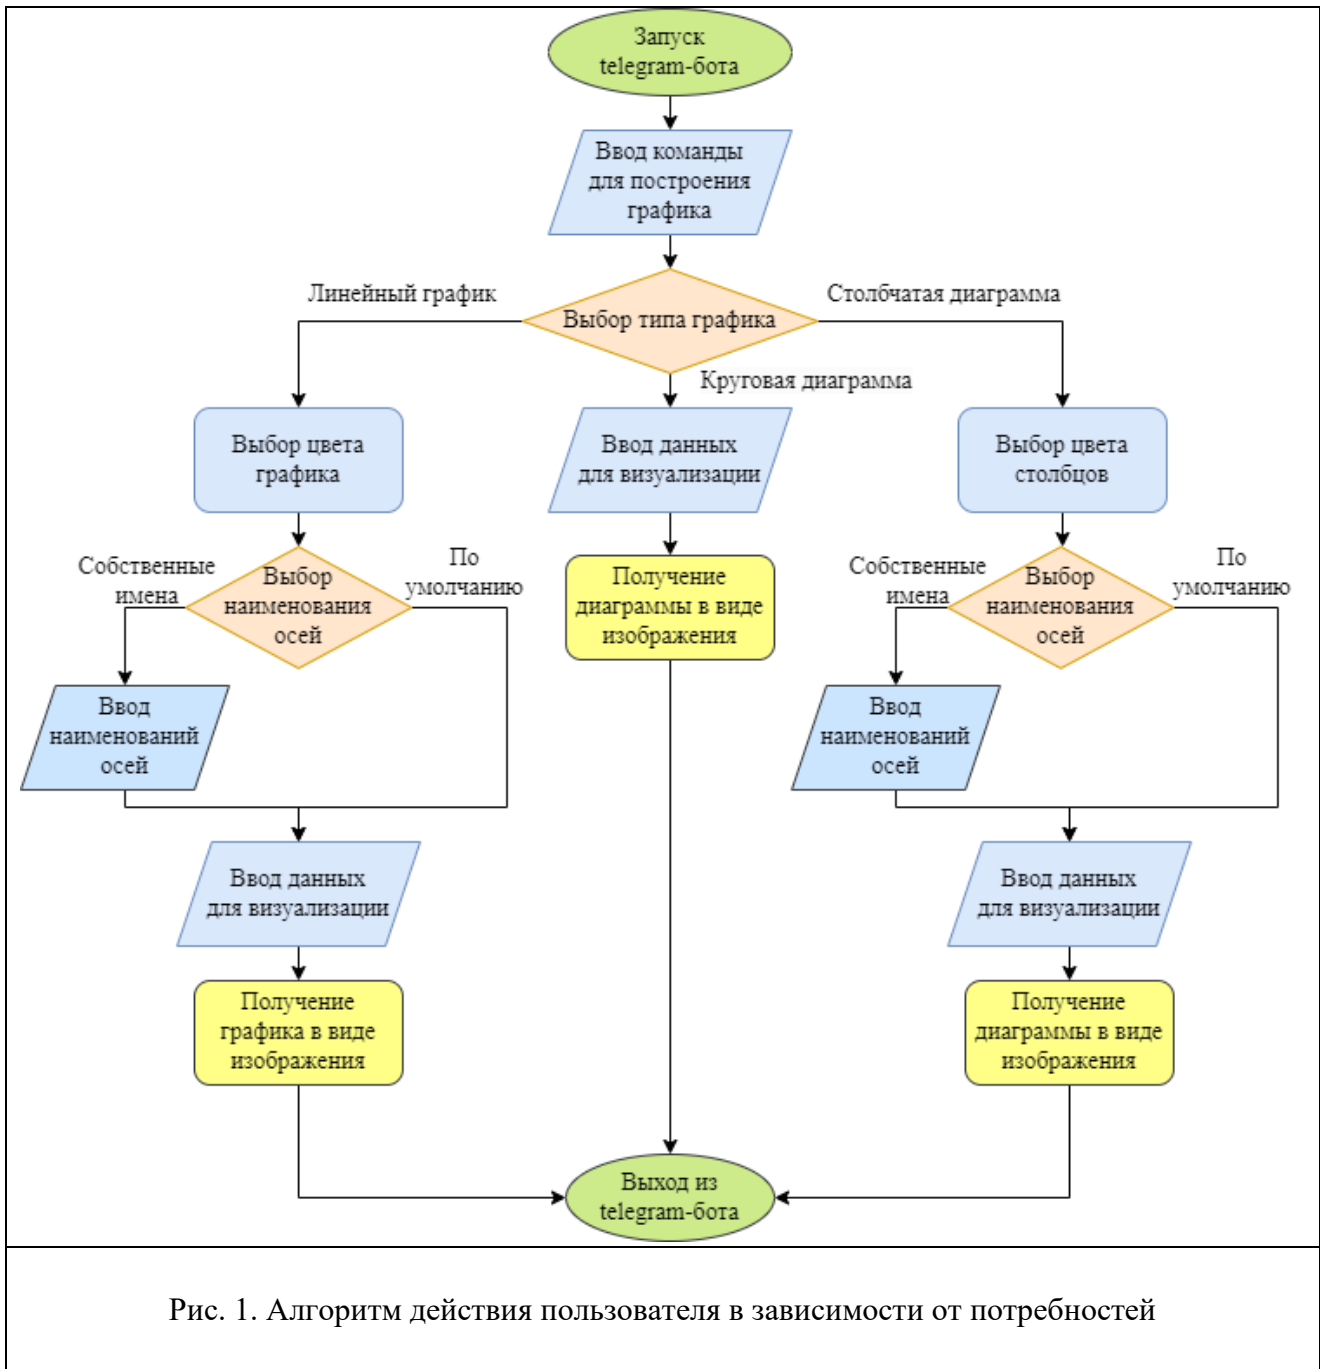 Запуск
telegram-бота
Ввод команды
для построения
графика
Линейный график
Выбор типа графика
Столбчатая диаграмма
Круговая диаграмма
Выбор цвета
графика
Ввод данных
для визуализации
Выбор цвета
столбцов
Собственные
имена
Выбор
наименования
осей
По
умолчанию
Получение
диаграммы в виде
изображения
Собственные
имена
Выбор
наименования
осей
По
умолчанию
Ввод
наименований
осей
Ввод
наименований
осей
Ввод данных
для визуализации
Ввод данных
для визуализации
Получение
графика в виде
изображения
Получение
диаграммы в виде
изображения
Выход из
telegram-бота
Рис. 1. Алгоритм действия пользователя в зависимости от потребностей